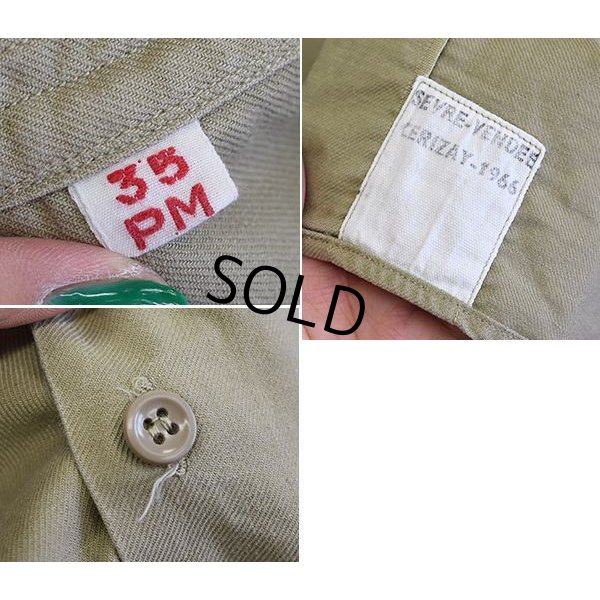 35
PM
SEVRE-VENDEE
CERIZAY-1966
SOLD